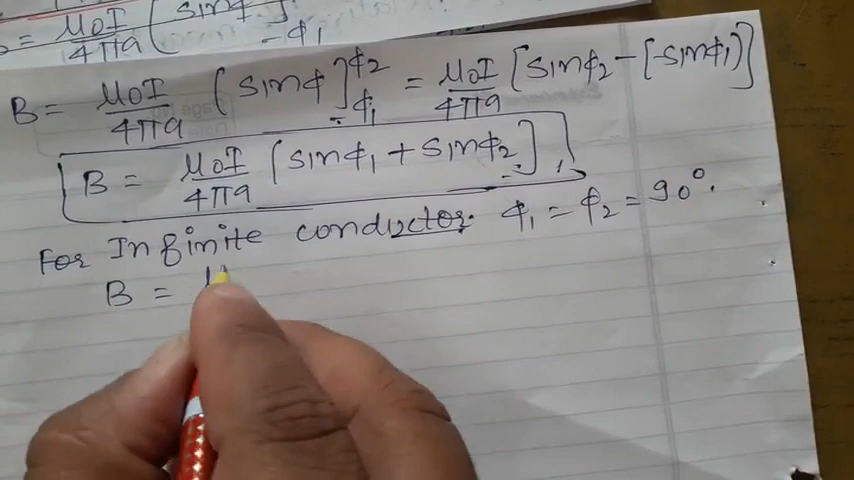 = μ0I/4πa (sinϕ] -ϕ1
B = μ0I/4πa (sinϕ]ϕ2 -ϕ1 = μ0I/4πa [sinϕ2 - [-sinϕ1)]
B = μ0I/4πa [sinϕ1 + sinϕ2]
For Infinite conductor. ϕ1 = ϕ2 = 90°.
B = μ